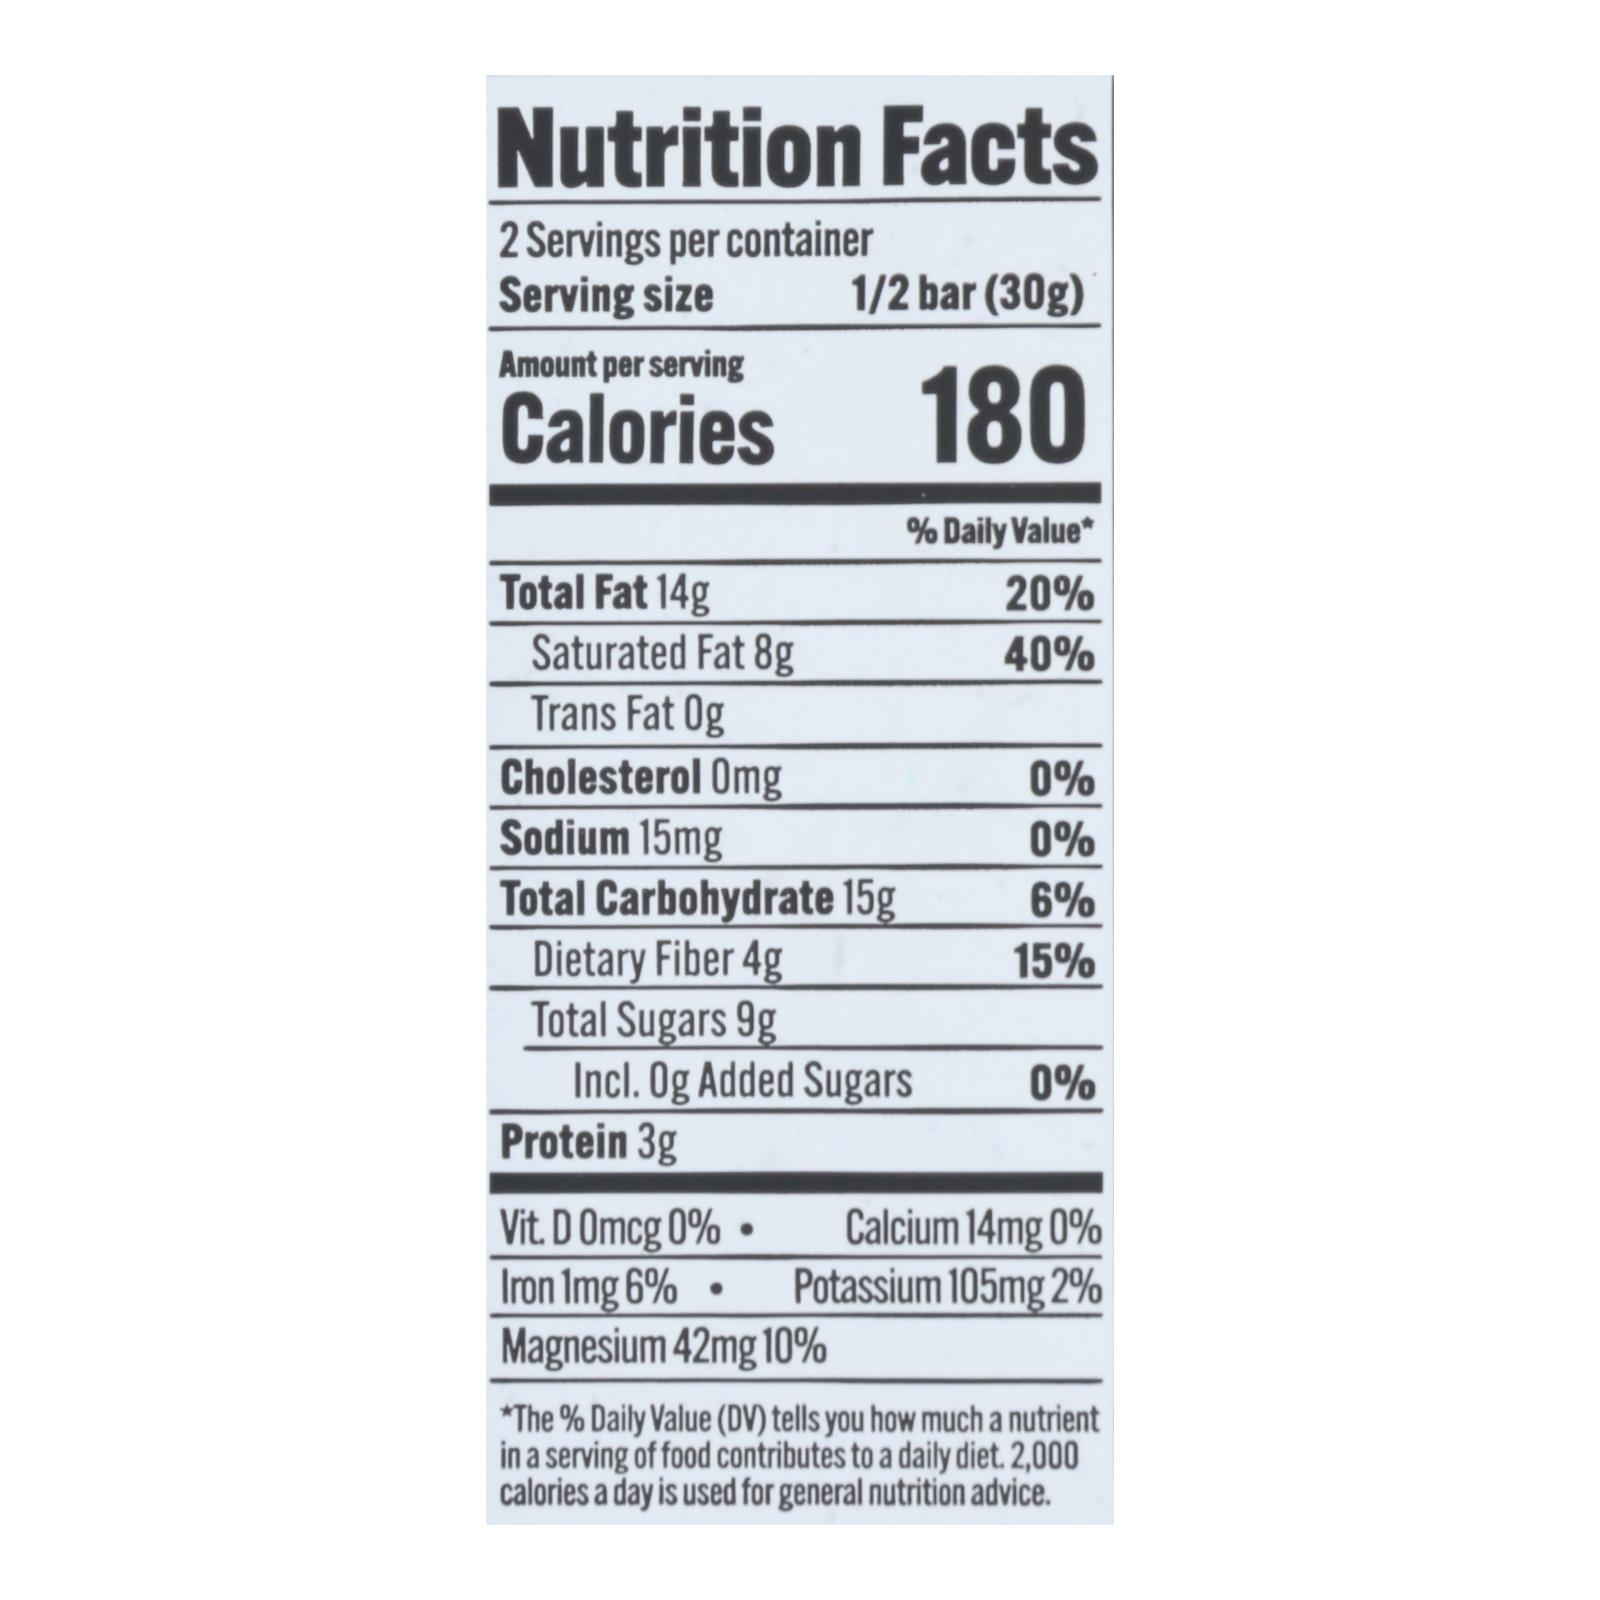 Nutrition Facts
2 Servings per container
Serving size 1/2 bar (30g)
Amount per serving
Calories 180
% Daily Value*
Total Fat 14g 20%
Saturated Fat 8g 40%
Trans Fat 0g
Cholesterol 0mg 0%
Sodium 15mg 0%
Total Carbohydrate 15g 6%
Dietary Fiber 4g 15%
Total Sugars 9g
Incl. 0g Added Sugars 0%
Protein 3g
Vit. D 0mcg 0% • Calcium 14mg 0%
Iron 1mg 6% • Potassium 105mg 2%
Magnesium 42mg 10%
*The % Daily Value (DV) tells you how much a nutrient
in a serving of food contributes to a daily diet. 2,000
calories a day is used for general nutrition advice.